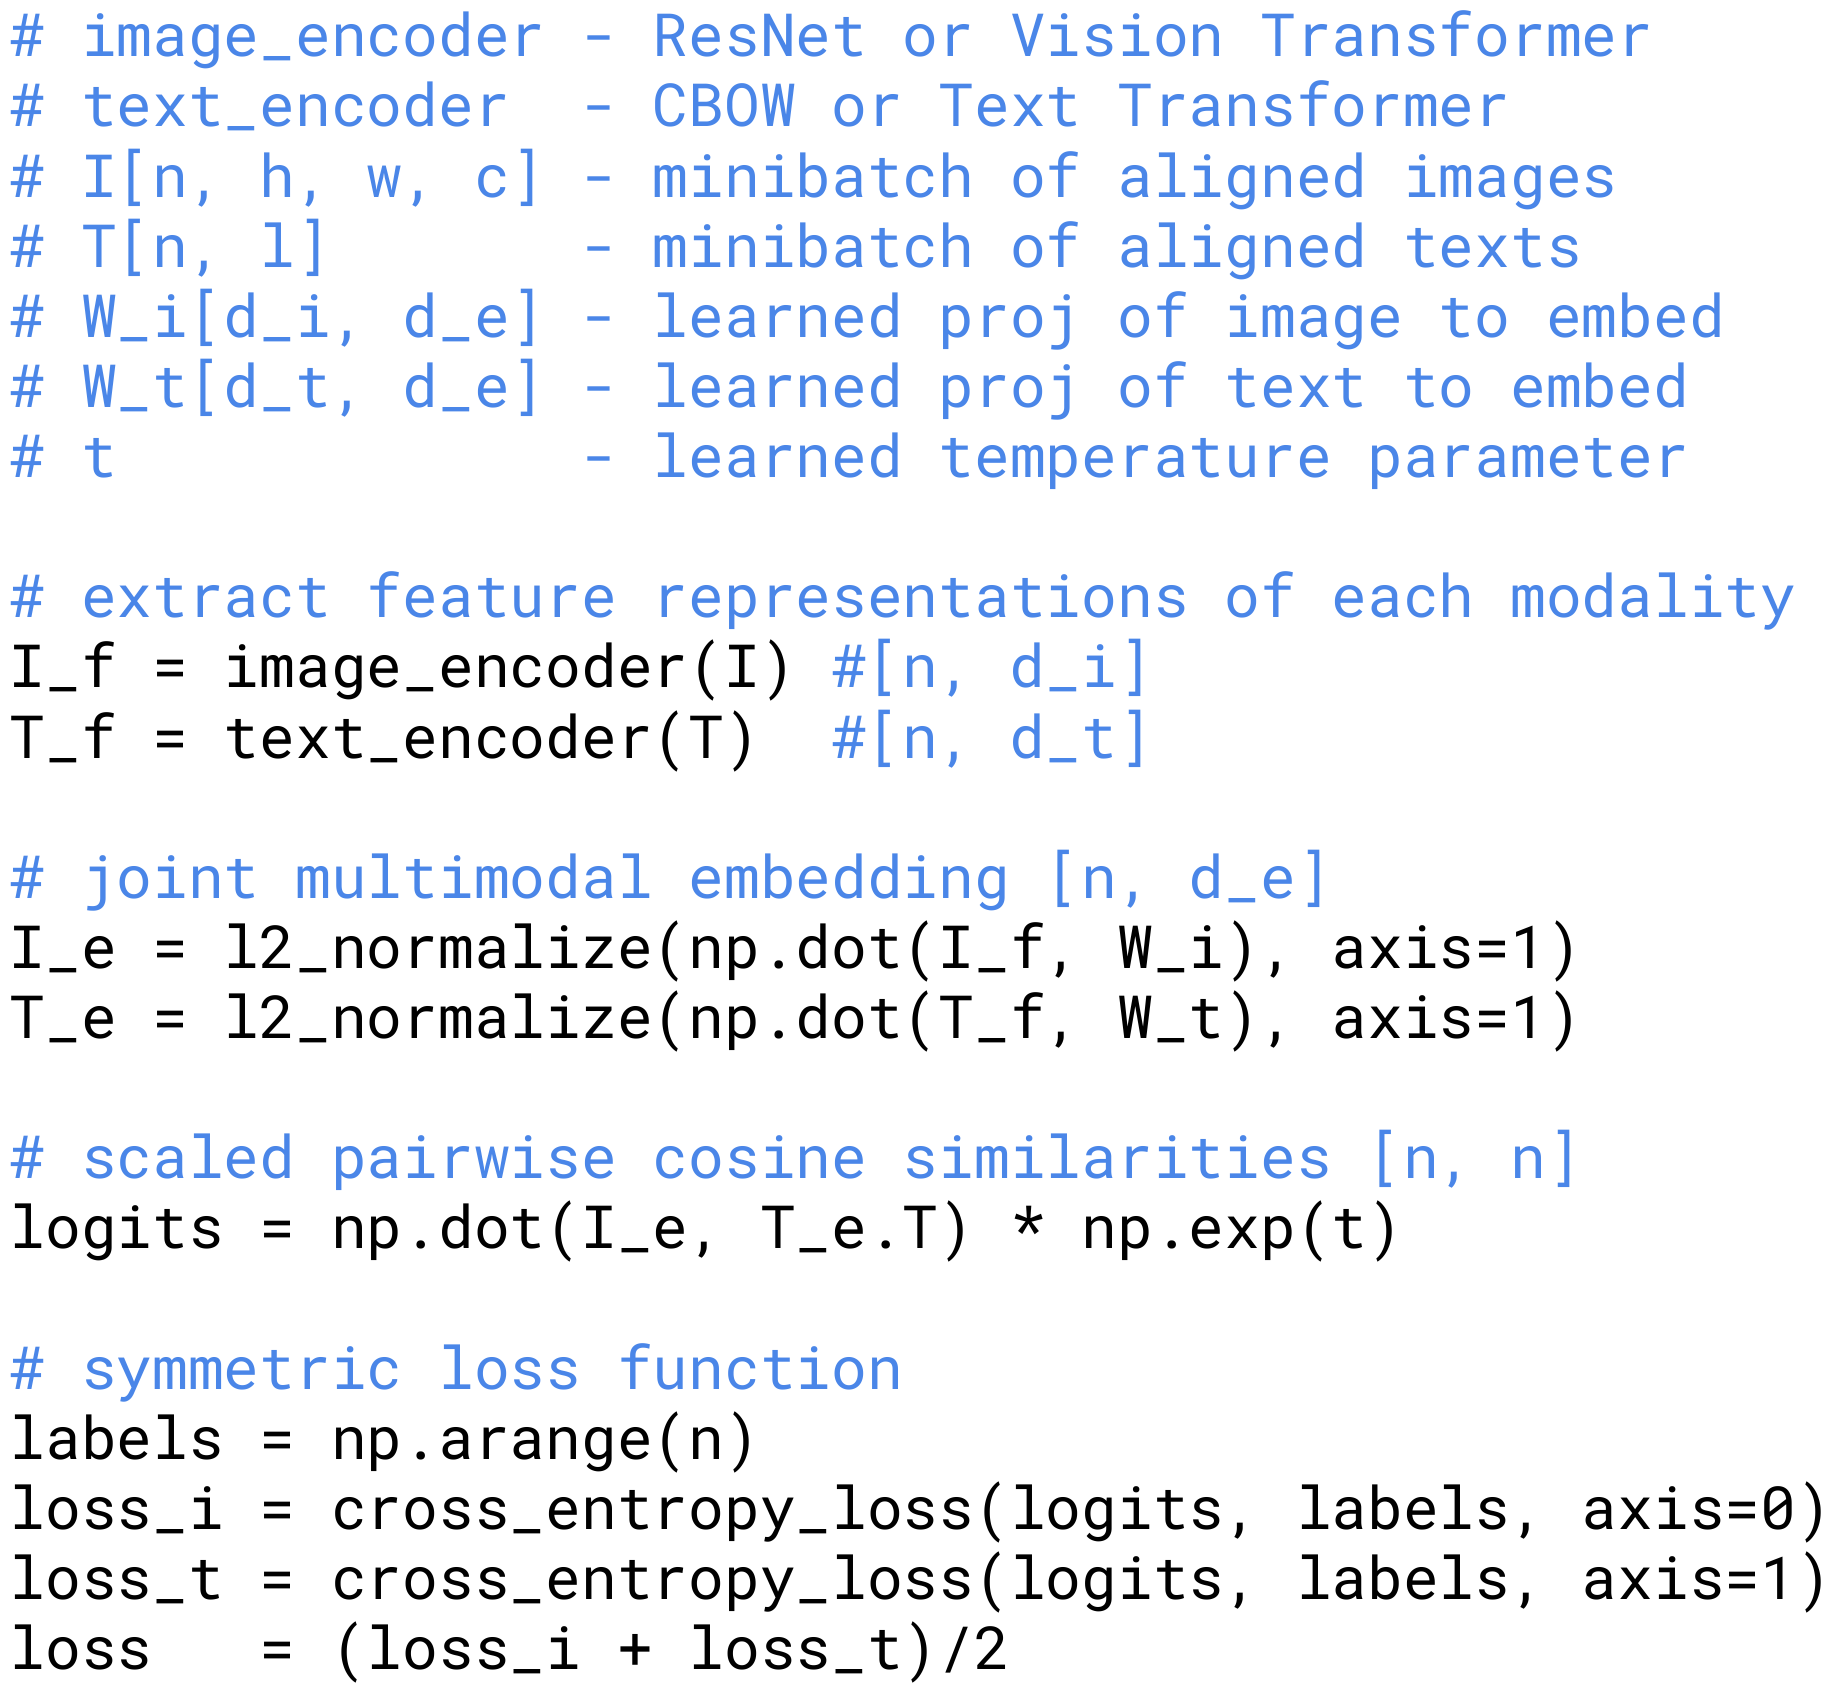 # image_encoder - ResNet or Vision Transformer
# text_encoder  - CBOW or Text Transformer
# I[n, h, w, c] - minibatch of aligned images
# T[n, l]       - minibatch of aligned texts
# W_i[d_i, d_e] - learned proj of image to embed
# W_t[d_t, d_e] - learned proj of text to embed
# t             - learned temperature parameter

# extract feature representations of each modality
I_f = image_encoder(I) #[n, d_i]
T_f = text_encoder(T)  #[n, d_t]

# joint multimodal embedding [n, d_e]
I_e = l2_normalize(np.dot(I_f, W_i), axis=1)
T_e = l2_normalize(np.dot(T_f, W_t), axis=1)

# scaled pairwise cosine similarities [n, n]
logits = np.dot(I_e, T_e.T) * np.exp(t)

# symmetric loss function
labels = np.arange(n)
loss_i = cross_entropy_loss(logits, labels, axis=0)
loss_t = cross_entropy_loss(logits, labels, axis=1)
loss   = (loss_i + loss_t)/2